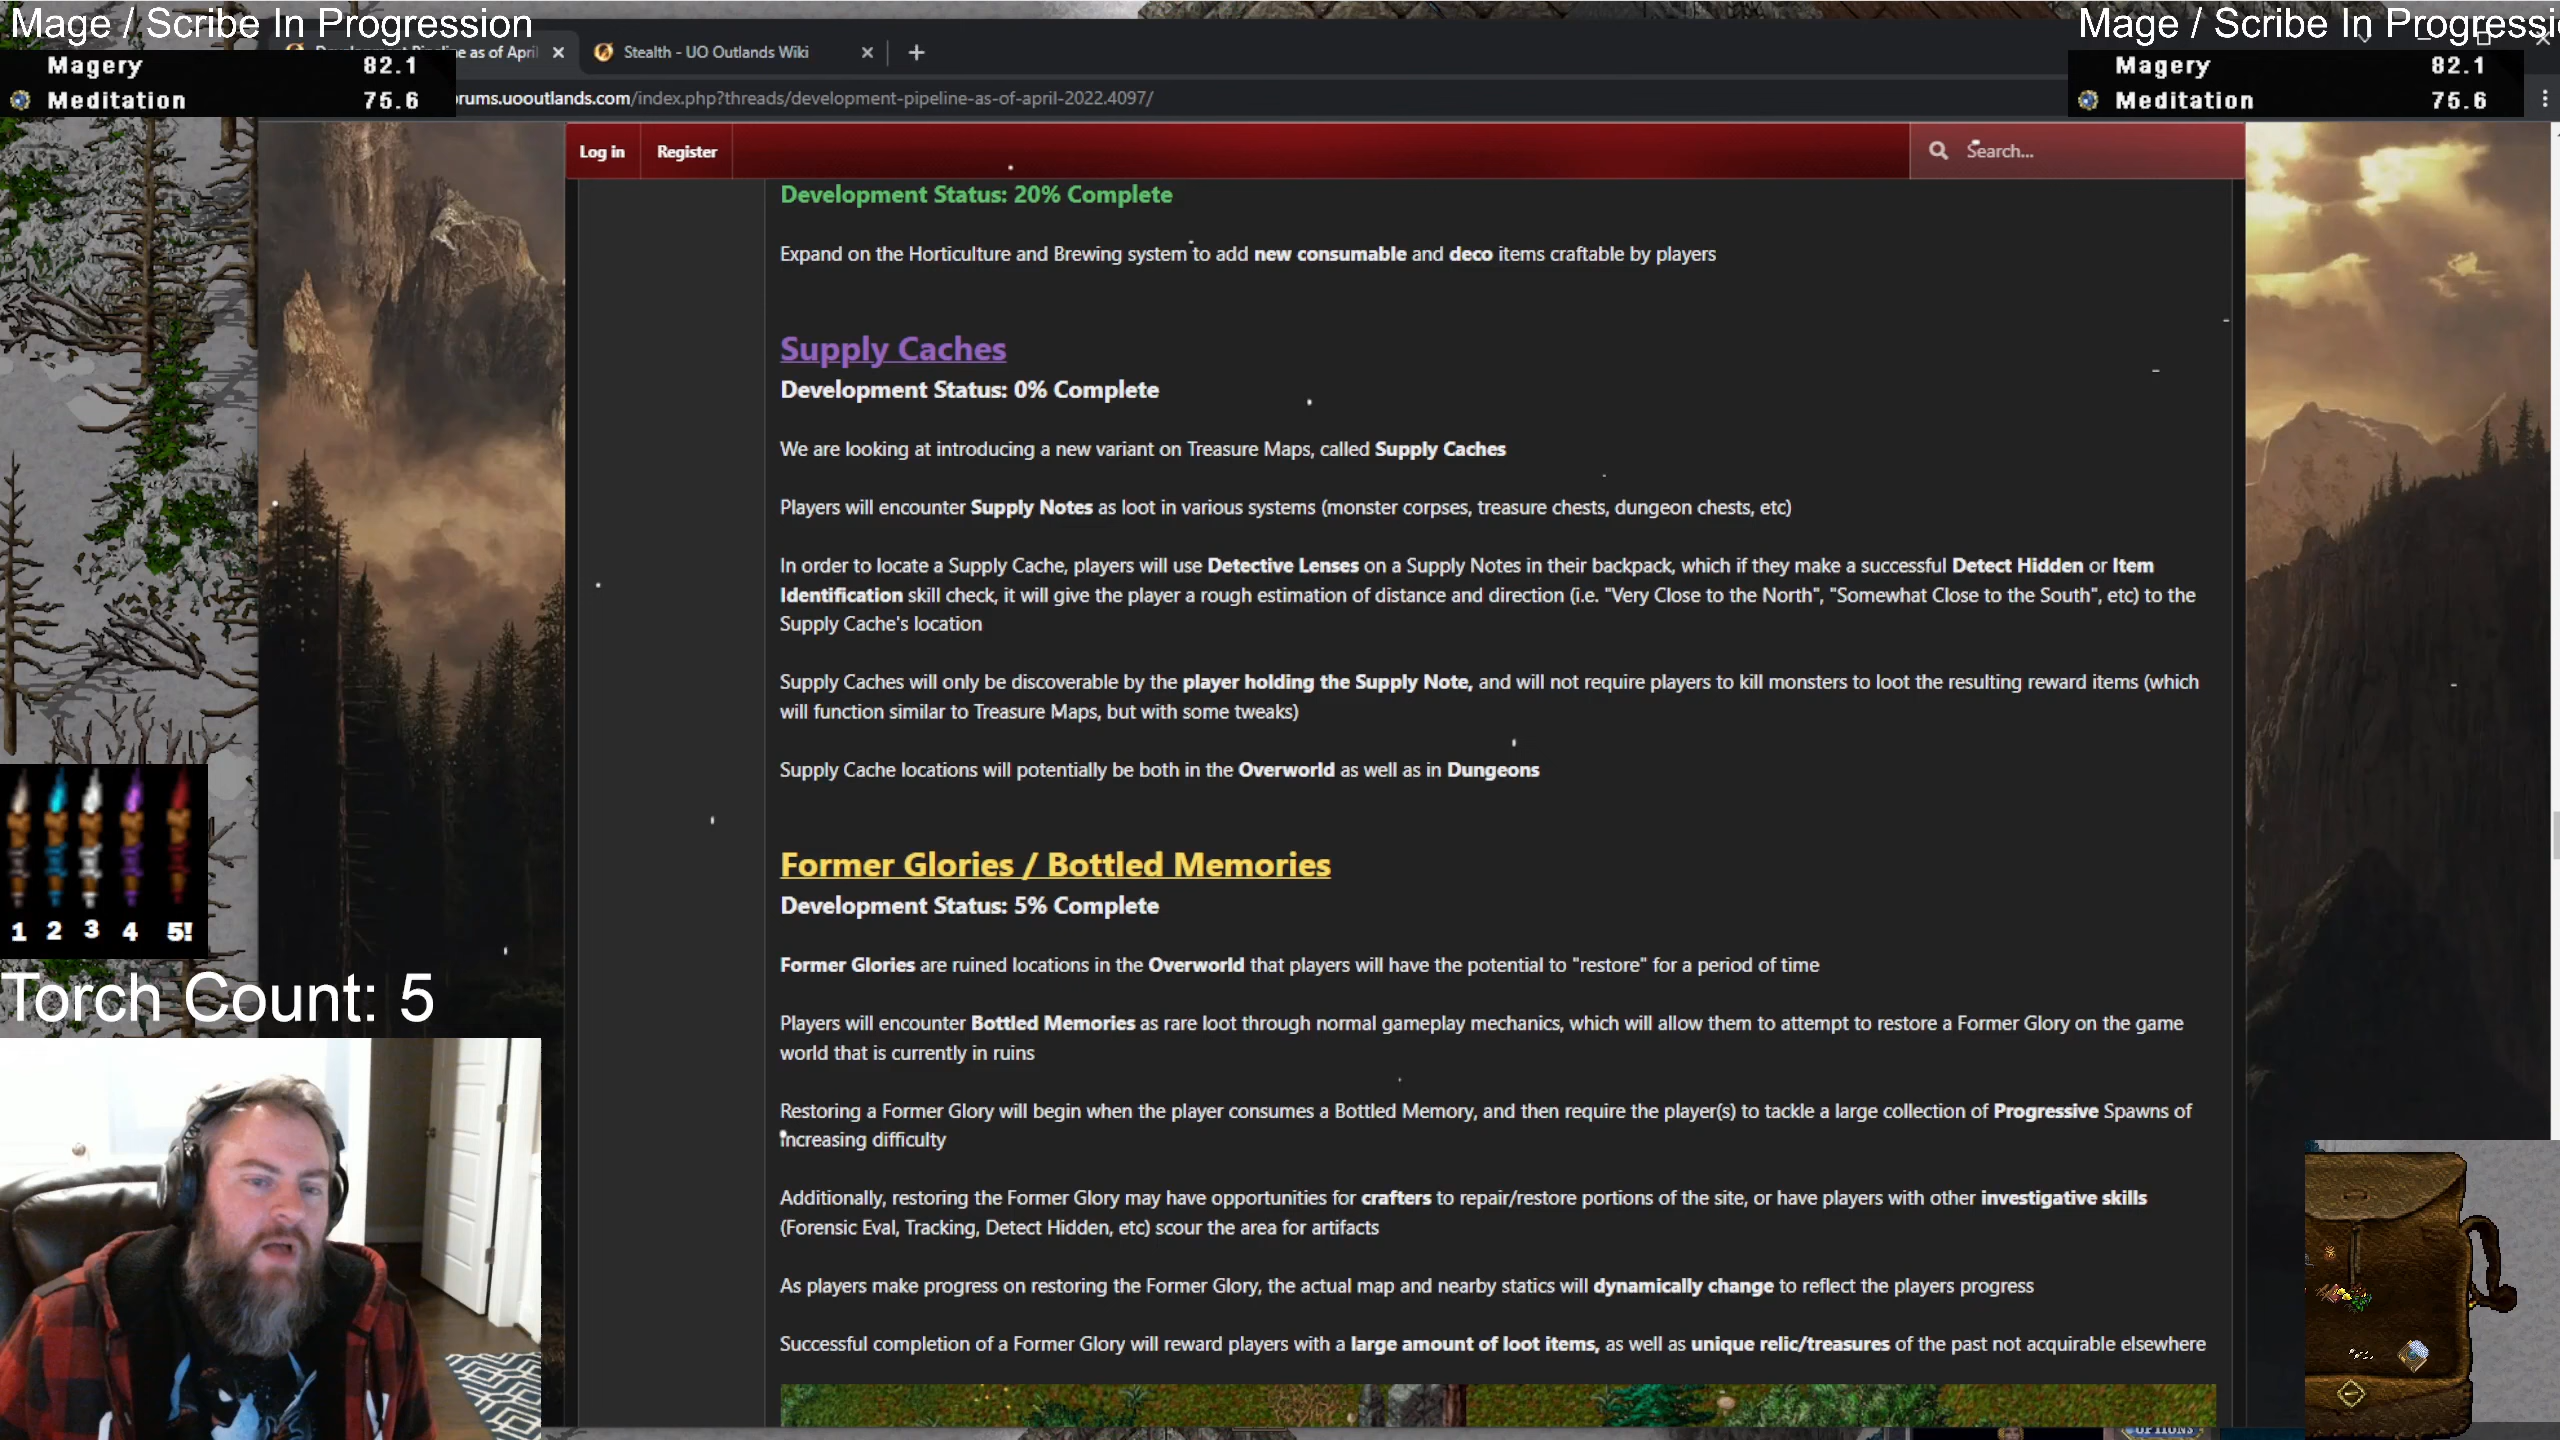 Mage / Scribe In Progression
Mage / Scribe In Progressi
Development Pipeline as of April
Stealth - UO Outlands Wiki
Magery 82.1
Meditation 75.6
Magery 82.1
Meditation 75.6
rums.uooutlands.com/index.php?threads/development-pipeline-as-of-april-2022.4097/
Log in
Register
Search...
Development Status: 20% Complete
Expand on the Horticulture and Brewing system to add new consumable and deco items craftable by players
Supply Caches
Development Status: 0% Complete
We are looking at introducing a new variant on Treasure Maps, called Supply Caches
Players will encounter Supply Notes as loot in various systems (monster corpses, treasure chests, dungeon chests, etc)
In order to locate a Supply Cache, players will use Detective Lenses on a Supply Notes in their backpack, which if they make a successful Detect Hidden or Item
Identification skill check, it will give the player a rough estimation of distance and direction (i.e. "Very Close to the North", "Somewhat Close to the South", etc) to the
Supply Cache's location
Supply Caches will only be discoverable by the player holding the Supply Note, and will not require players to kill monsters to loot the resulting reward items (which
will function similar to Treasure Maps, but with some tweaks)
Supply Cache locations will potentially be both in the Overworld as well as in Dungeons
Former Glories / Bottled Memories
Development Status: 5% Complete
Former Glories are ruined locations in the Overworld that players will have the potential to "restore" for a period of time
Players will encounter Bottled Memories as rare loot through normal gameplay mechanics, which will allow them to attempt to restore a Former Glory on the game
world that is currently in ruins
Restoring a Former Glory will begin when the player consumes a Bottled Memory, and then require the player(s) to tackle a large collection of Progressive Spawns of
increasing difficulty
Additionally, restoring the Former Glory may have opportunities for crafters to repair/restore portions of the site, or have players with other investigative skills
(Forensic Eval, Tracking, Detect Hidden, etc) scour the area for artifacts
As players make progress on restoring the Former Glory, the actual map and nearby statics will dynamically change to reflect the players progress
Successful completion of a Former Glory will reward players with a large amount of loot items, as well as unique relic/treasures of the past not acquirable elsewhere
1 2 3 4 5!
Torch Count: 5
OPTIONS